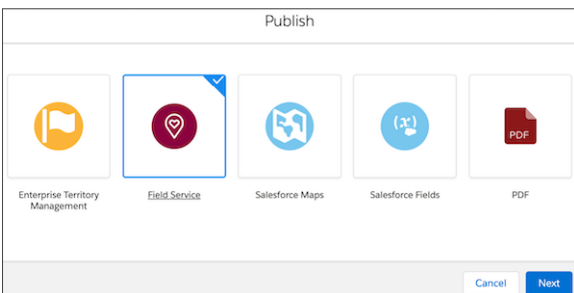 Publish
(x)
PDF
Enterprise Territory
Management
Field Service
Salesforce Maps
Salesforce Fields
PDF
Cancel
Next